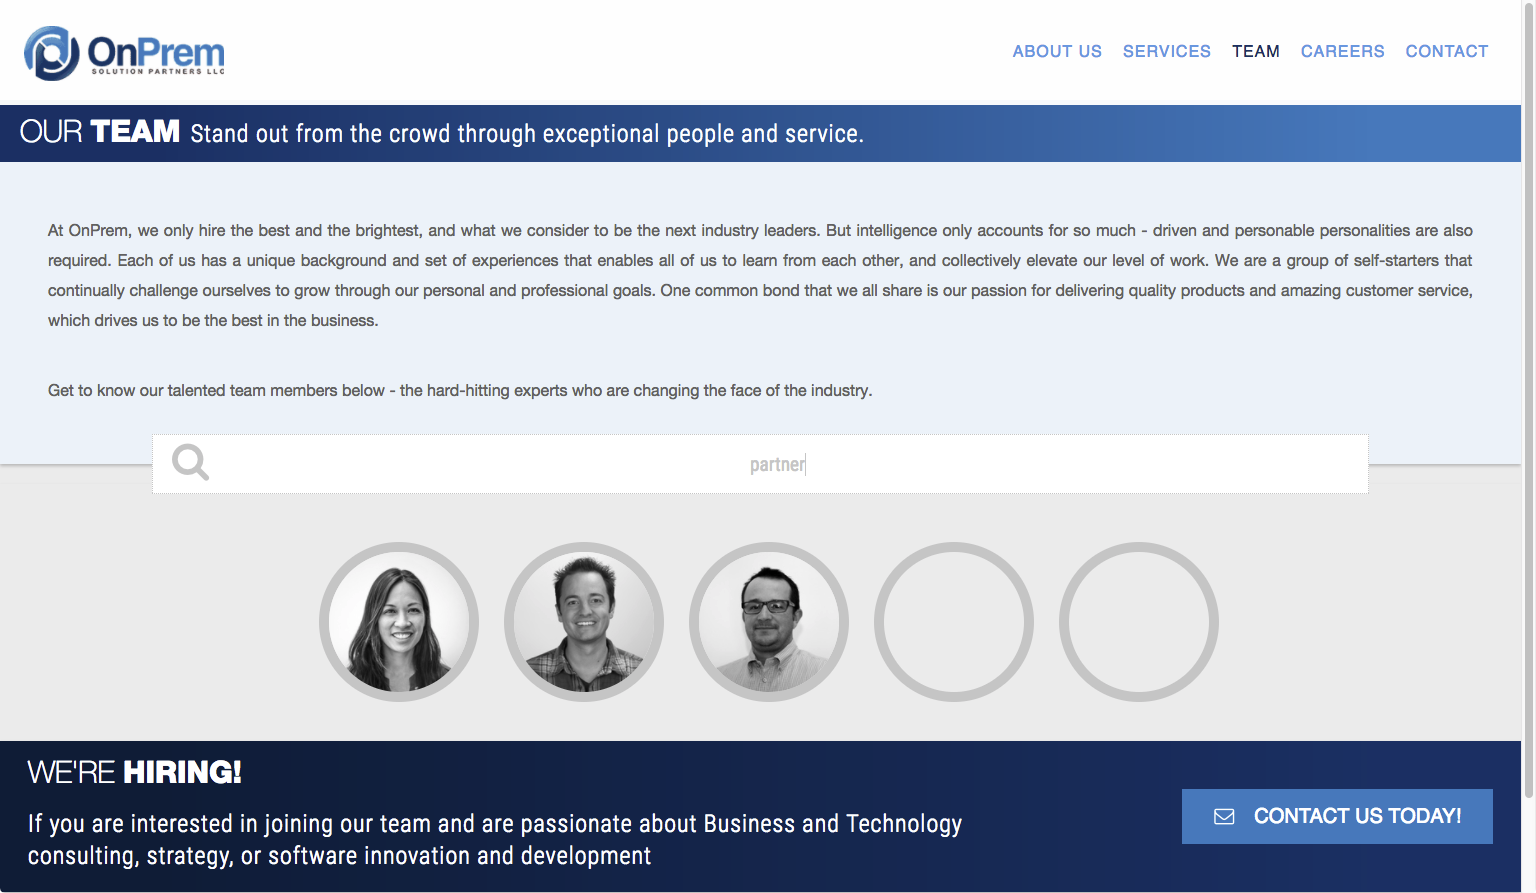 OnPrem
SOLUTION PARTNERS LLC
ABOUT US SERVICES TEAM CAREERS CONTACT
OUR TEAM Stand out from the crowd through exceptional people and service.
At OnPrem, we only hire the best and the brightest, and what we consider to be the next industry leaders. But intelligence only accounts for so much - driven and personable personalities are also
required. Each of us has a unique background and set of experiences that enables all of us to learn from each other, and collectively elevate our level of work. We are a group of self-starters that
continually challenge ourselves to grow through our personal and professional goals. One common bond that we all share is our passion for delivering quality products and amazing customer service,
which drives us to be the best in the business.
Get to know our talented team members below - the hard-hitting experts who are changing the face of the industry.
partner
WE'RE HIRING!
If you are interested in joining our team and are passionate about Business and Technology
consulting, strategy, or software innovation and development
CONTACT US TODAY!